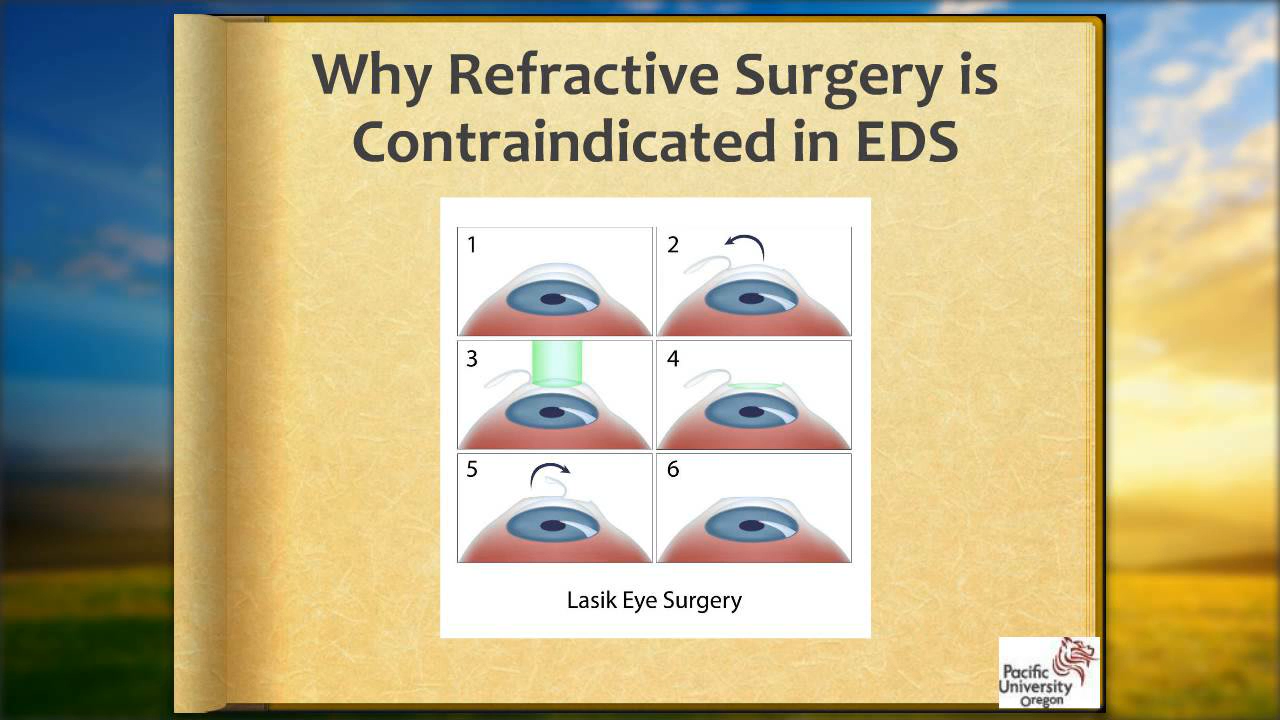 Why Refractive Surgery is
Contraindicated in EDS
1
2
3
4
5
6
Lasik Eye Surgery
Pacific
University
Oregon